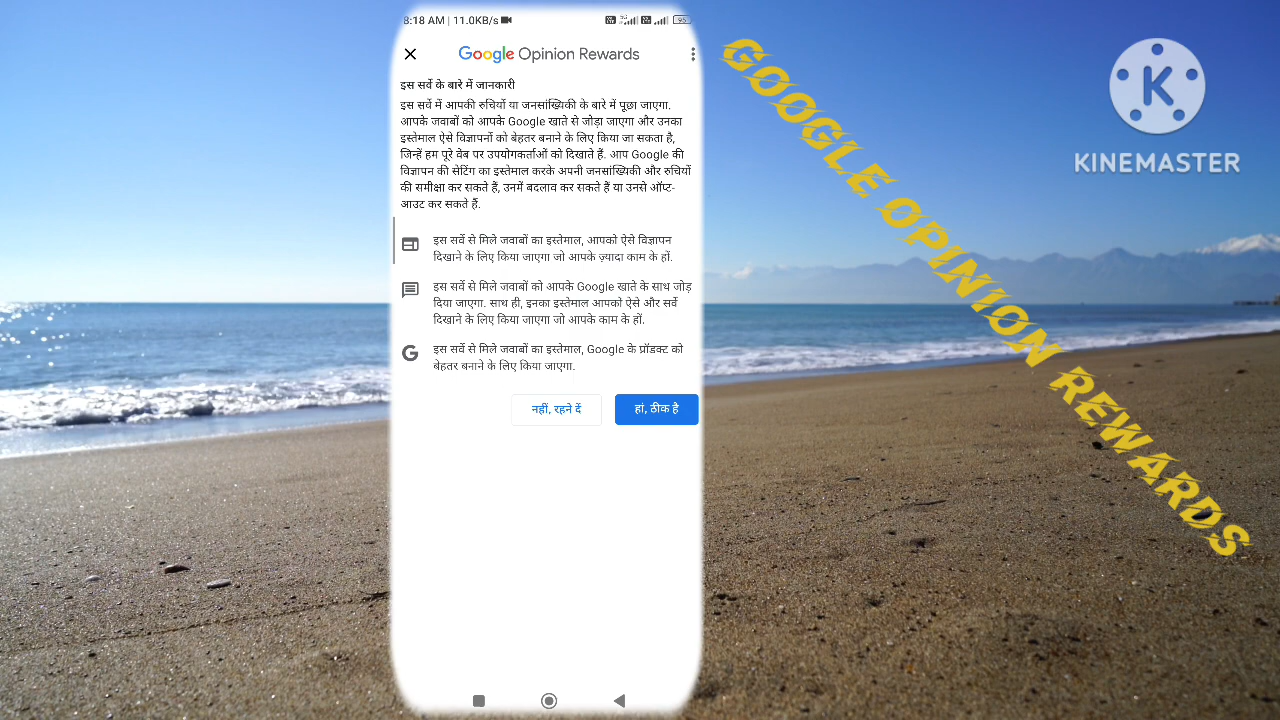 8:18 AM | 11.0KB/s
95
Google Opinion Rewards
इस सर्वे के बारे में जानकारी
इस सर्वे में आपकी रुचियों या जनसांख्यिकी के बारे में पूछा जाएगा.
आपके जवाबों को आपके Google खाते से जोड़ा जाएगा और उनका
इस्तेमाल ऐसे विज्ञापनों को बेहतर बनाने के लिए किया जा सकता है,
जिन्हें हम पूरे वेब पर उपयोगकर्ताओं को दिखाते हैं. आप Google की
विज्ञापन की सेटिंग का इस्तेमाल करके अपनी जनसांख्यिकी और रुचियों
की समीक्षा कर सकते हैं, उनमें बदलाव कर सकते हैं या उनसे ऑप्ट-
आउट कर सकते हैं.
इस सर्वे से मिले जवाबों का इस्तेमाल, आपको ऐसे विज्ञापन
दिखाने के लिए किया जाएगा जो आपके ज़्यादा काम के हों.
इस सर्वे से मिले जवाबों को आपके Google खाते के साथ जोड़
दिया जाएगा. साथ ही, इनका इस्तेमाल आपको ऐसे और सर्वे
दिखाने के लिए किया जाएगा जो आपके काम के हों.
इस सर्वे से मिले जवाबों का इस्तेमाल, Google के प्रॉडक्ट को
बेहतर बनाने के लिए किया जाएगा.
नहीं, रहने दें
हां, ठीक है
GOOGLE OPINION REWARDS
K
KINEMASTER